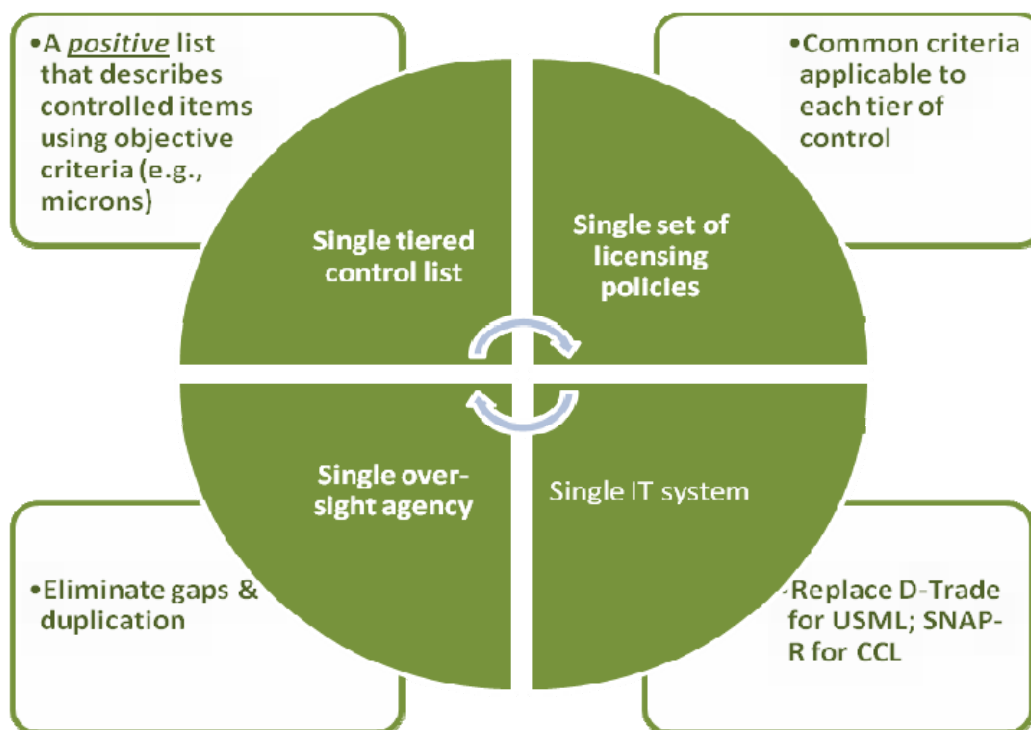 •A positive list
that describes
controlled items
using objective
criteria (e.g.,
microns)
•Common criteria
applicable to
each tier of
control
Single tiered
control list
Single set of
licensing
policies
Single over-
sight agency
Single IT system
•Eliminate gaps &
duplication
•Replace D-Trade
for USML; SNAP-
R for CCL